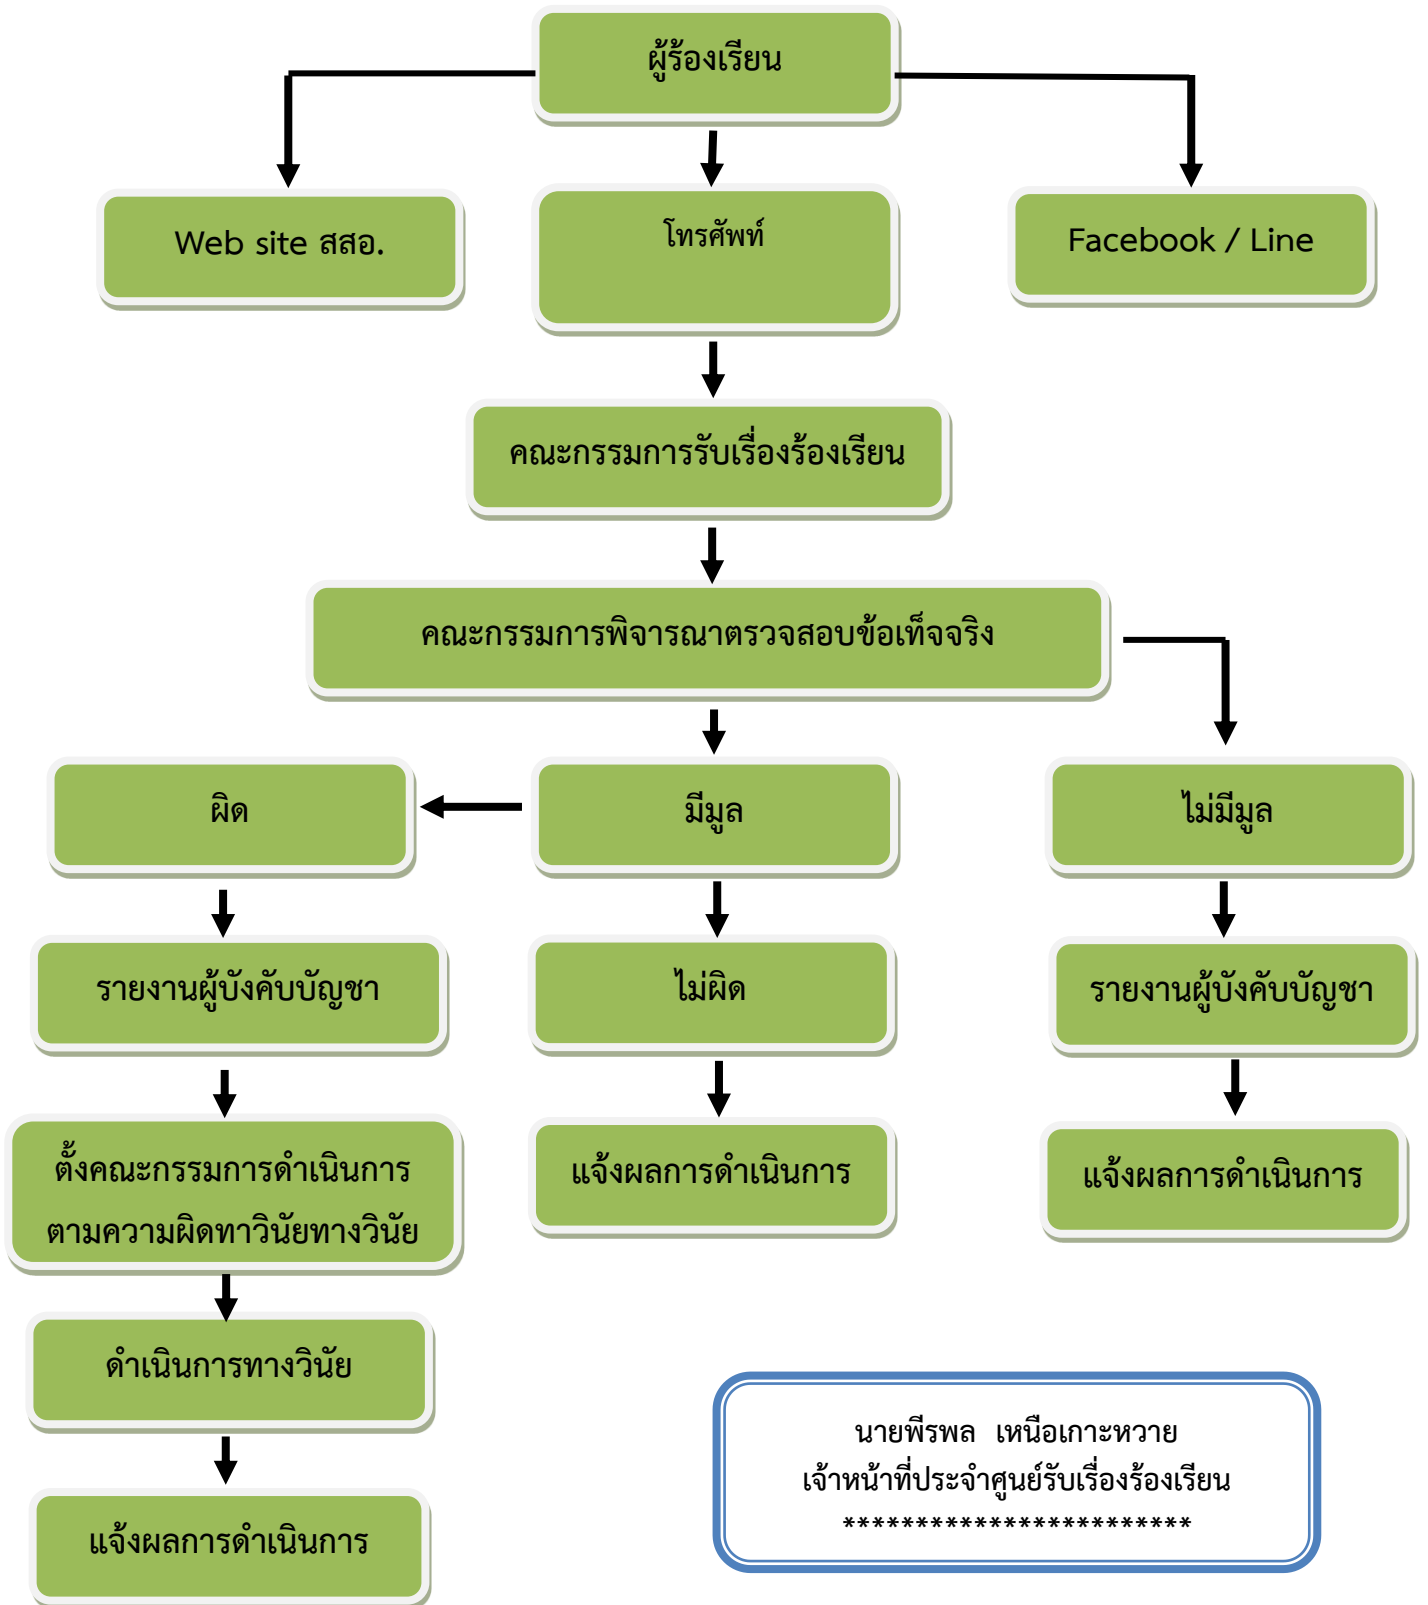 ผู้ร้องเรียน
Web site สสอ.
โทรศัพท์
Facebook / Line
คณะกรรมการรับเรื่องร้องเรียน
คณะกรรมการพิจารณาตรวจสอบข้อเท็จจริง
ผิด
มีมูล
ไม่มีมูล
รายงานผู้บังคับบัญชา
ไม่ผิด
รายงานผู้บังคับบัญชา
ตั้งคณะกรรมการดำเนินการ
ตามความผิดทาวินัยทางวินัย
แจ้งผลการดำเนินการ
แจ้งผลการดำเนินการ
ดำเนินการทางวินัย
แจ้งผลการดำเนินการ
นายพีรพล  เหนือเกาะหวาย
เจ้าหน้าที่ประจำศูนย์รับเรื่องร้องเรียน
************************